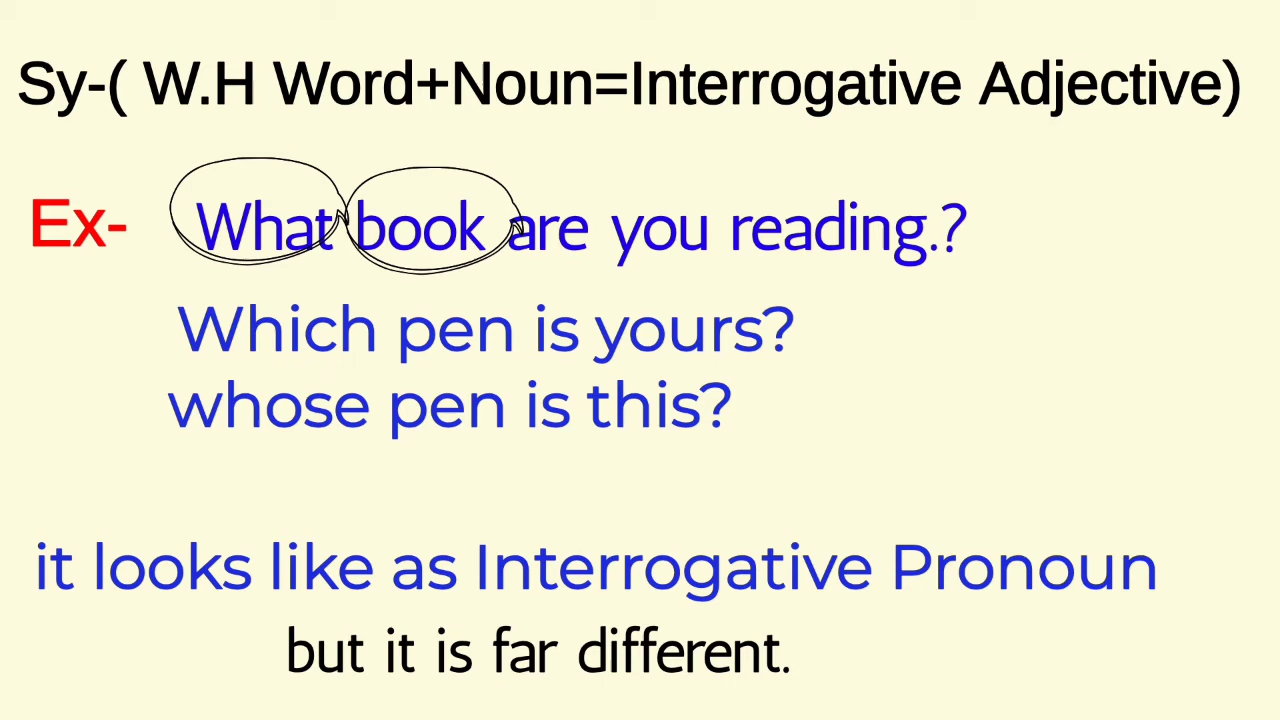 Sy-( W.H Word+Noun=Interrogative Adjective)
Ex- What book are you reading.?
Which pen is yours?
whose pen is this?
it looks like as Interrogative Pronoun
but it is far different.